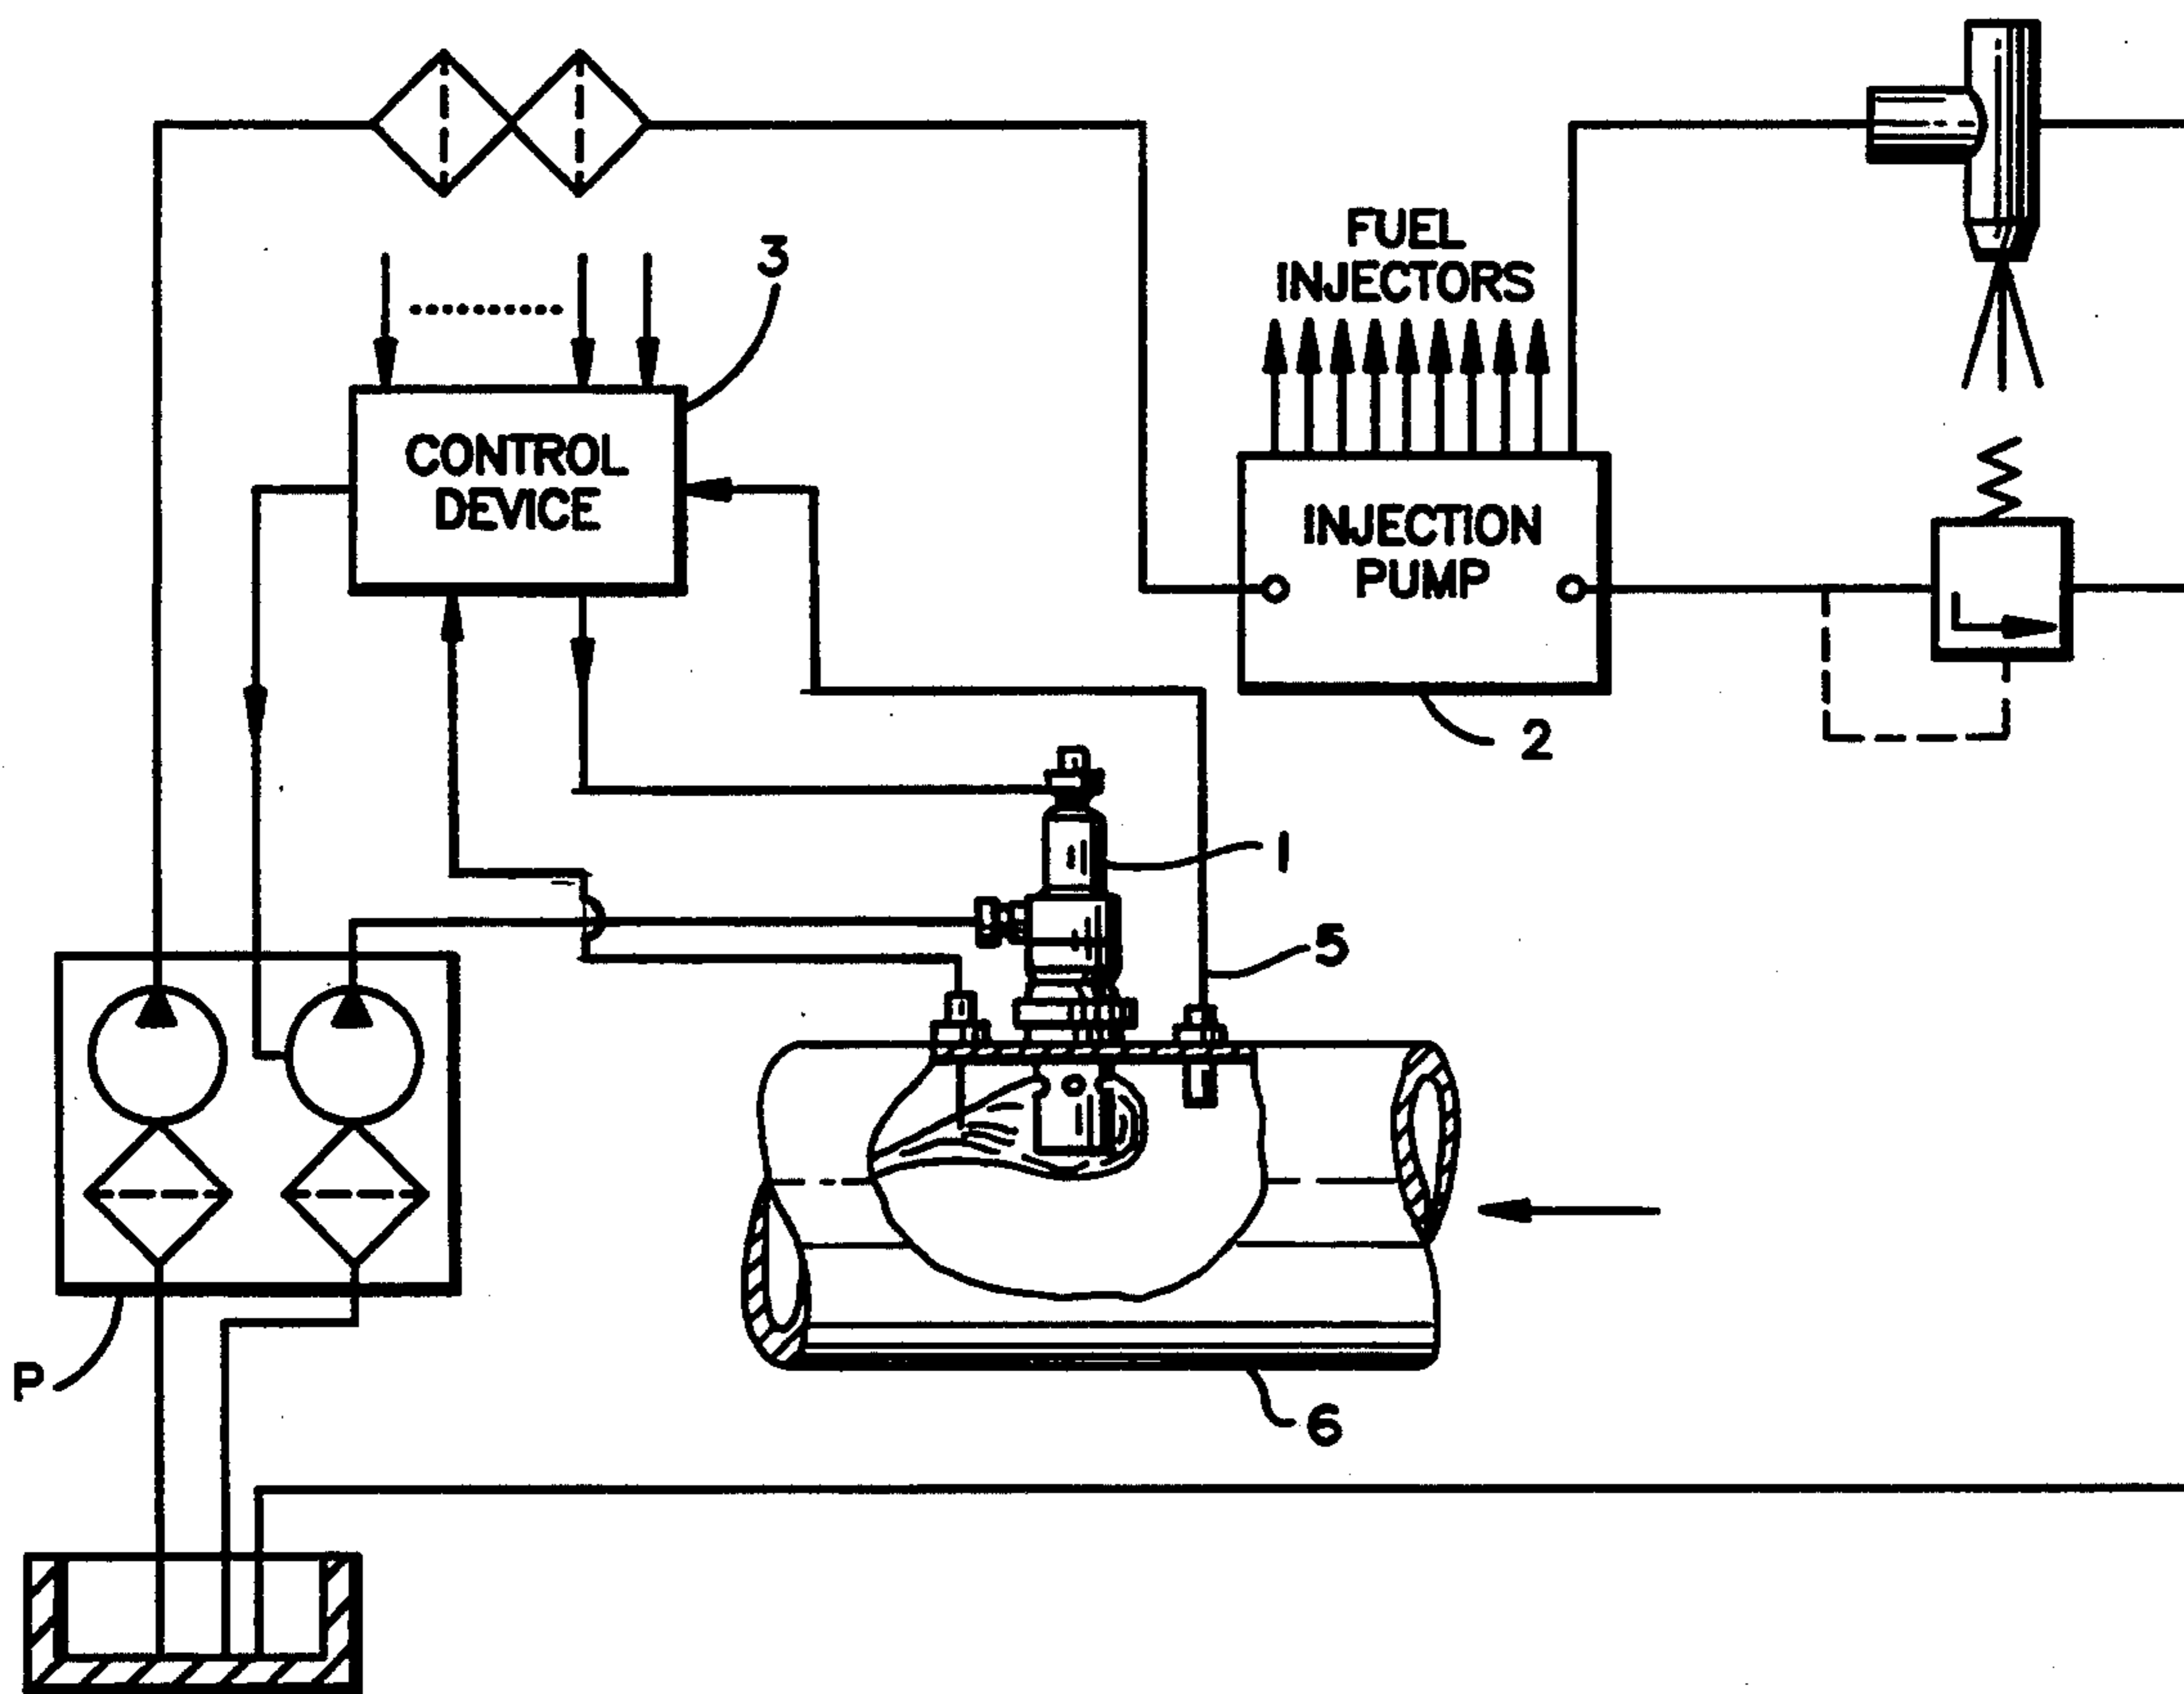 3
FUEL
INJECTORS
CONTROL
DEVICE
INJECTION
PUMP
2
1
5
P
6